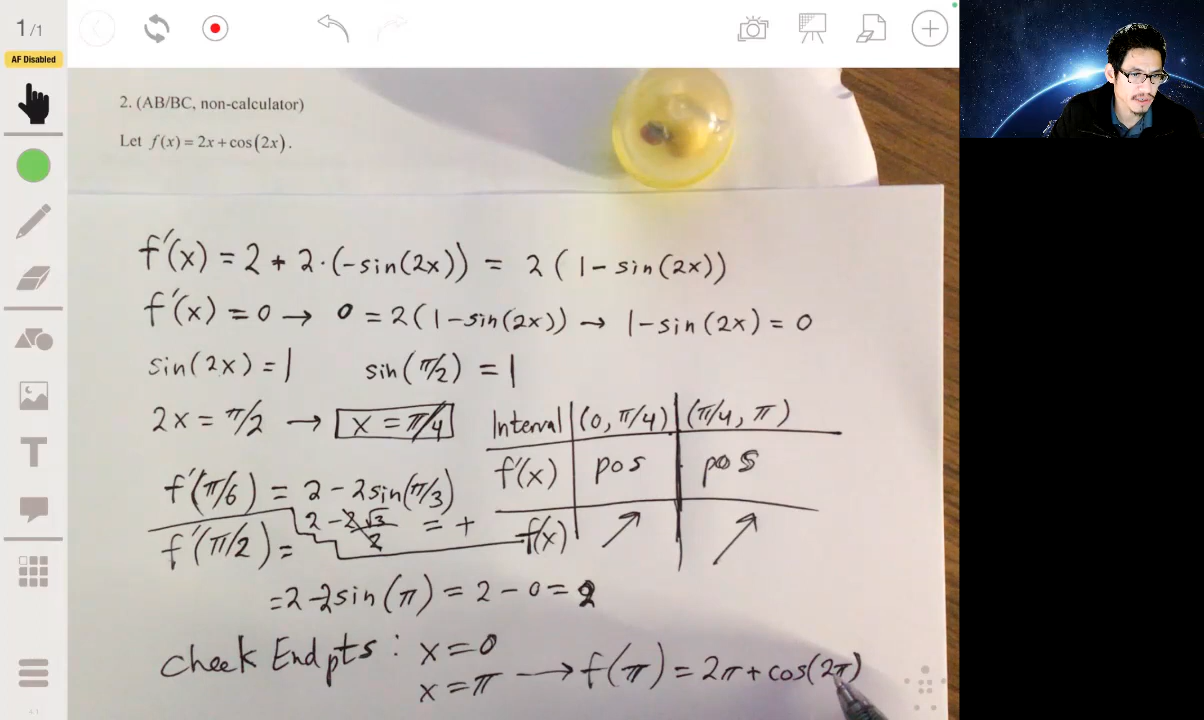 1/1
AF Disabled
2. (AB/BC, non-calculator)
Let f(x) = 2x + cos(2x).
f'(x) = 2 + 2·(-sin(2x)) = 2(1 - sin(2x))
f'(x) = 0 → 0 = 2(1 - sin(2x)) → 1 - sin(2x) = 0
sin(2x) = 1 sin(π/2) = 1
2x = π/2 → x = π/4
Interval (0, π/4) (π/4, π)
f'(x) pos pos
f(x) ↗ ↗
f'(π/6) = 2 - 2sin(π/3)
2 - 2√3/2 = +
f'(π/2) =
= 2 - 2sin(π) = 2 - 0 = 2
Check Endpts: x = 0
x = π → f(π) = 2π + cos(2π)
T